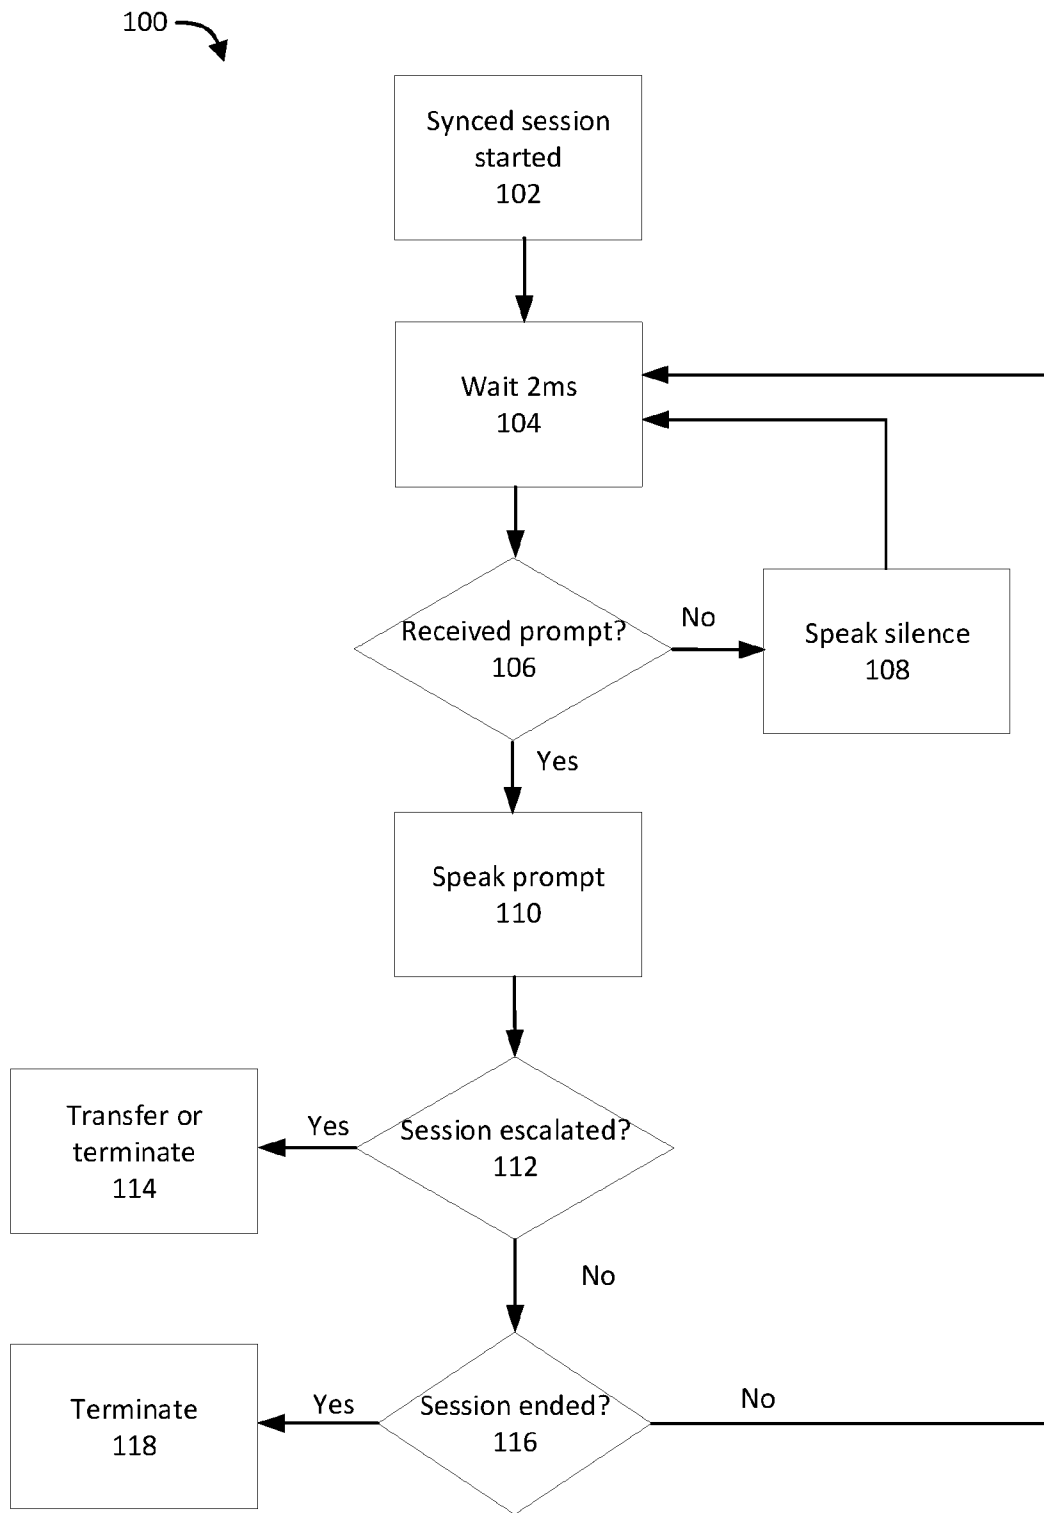 100
Synced session
started
102
Wait 2ms
104
Received prompt?
106
No
Speak silence
108
Yes
Speak prompt
110
Transfer or
terminate
114
Yes
Session escalated?
112
No
Terminate
118
Yes
Session ended?
116
No